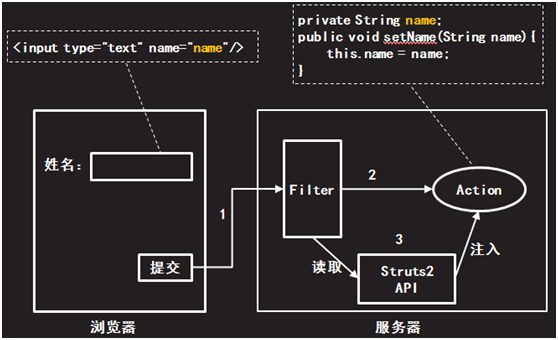 <input type="text" name="name"/>
private String name;
public void setName(String name){
this.name = name;
}
姓名:
提交
浏览器
1
Filter
2
Action
3
读取
Struts2
API
注入
服务器